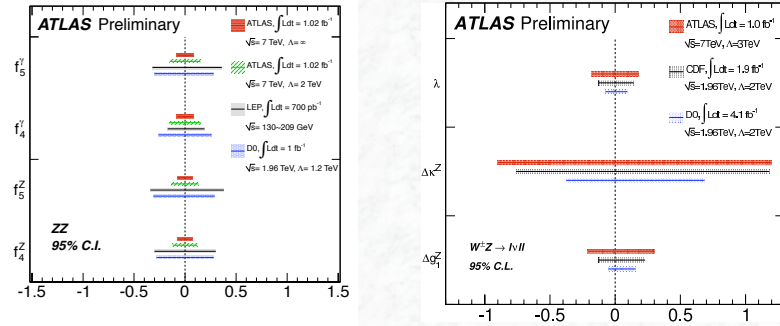 ATLAS Preliminary
ATLAS, ∫Ldt = 1.02 fb⁻¹
√s = 7 TeV, Λ = ∞
ATLAS, ∫Ldt = 1.02 fb⁻¹
√s = 7 TeV, Λ = 2 TeV
LEP, ∫Ldt = 700 pb⁻¹
√s = 130~209 GeV
D0, ∫Ldt = 1 fb⁻¹
√s = 1.96 TeV, Λ = 1.2 TeV
f₅^γ
f₄^γ
f₅^Z
f₄^Z
ZZ
95% C.I.
-1.5 -1 -0.5 0 0.5 1 1.5
ATLAS Preliminary
ATLAS, ∫Ldt = 1.0 fb⁻¹
√s=7TeV, Λ=3TeV
CDF, ∫Ldt = 1.9 fb⁻¹
√s=1.96TeV, Λ=2TeV
D0, ∫Ldt = 4.1 fb⁻¹
√s=1.96TeV, Λ=2TeV
λ
Δκ^Z
Δg₁^Z
W^±Z → lνll
95% C.L.
-1 -0.5 0 0.5 1